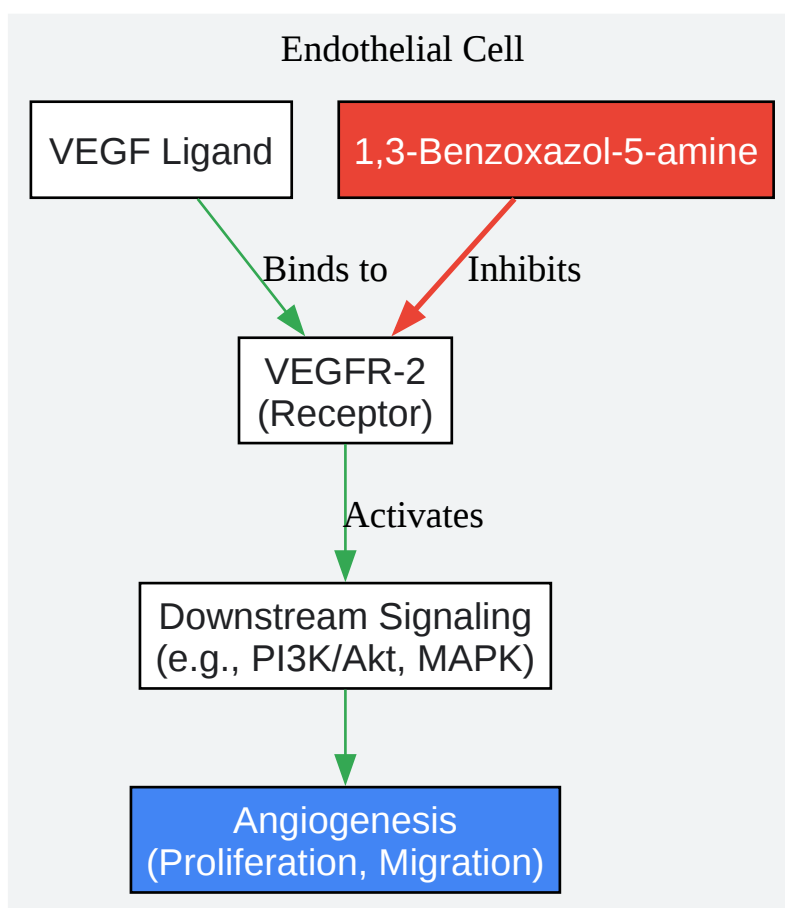 Endothelial Cell
VEGF Ligand
1,3-Benzoxazol-5-amine
Binds to
Inhibits
VEGFR-2
(Receptor)
Activates
Downstream Signaling
(e.g., PI3K/Akt, MAPK)
Angiogenesis
(Proliferation, Migration)